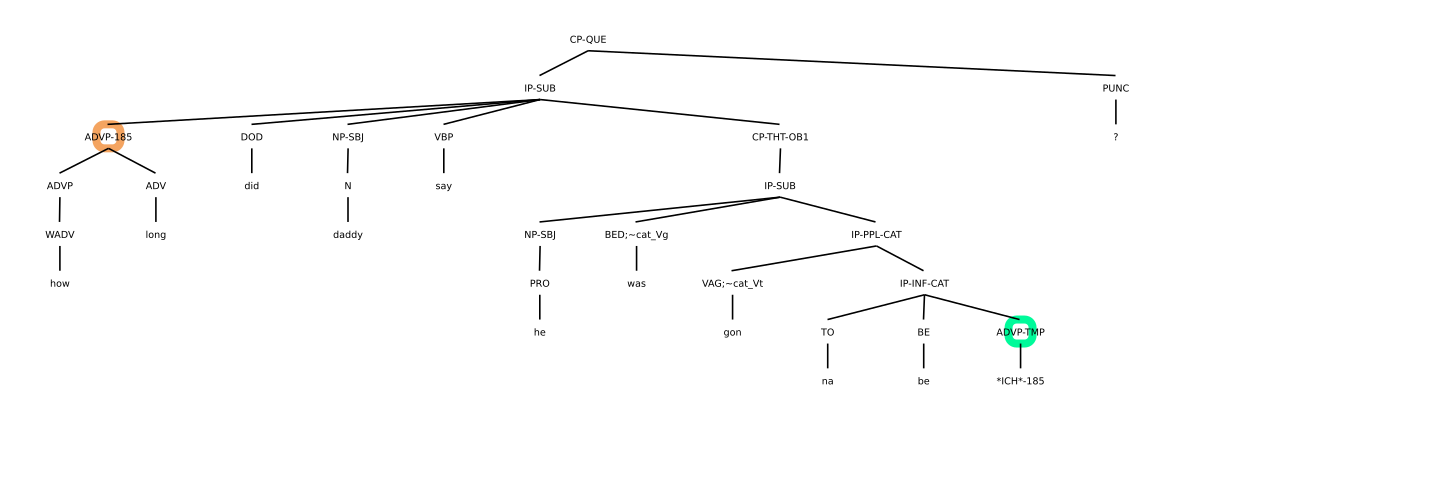 CP-QUE
IP-SUB PUNC
ADVP-185 DOD NP-SBJ VBP CP-THT-OB1 ?
ADVP ADV did N say IP-SUB
WADV long daddy NP-SBJ BED;~cat_Vg IP-PPL-CAT
how PRO was VAG;~cat_Vt IP-INF-CAT
he gon TO BE ADVP-TMP
na be *ICH*-185